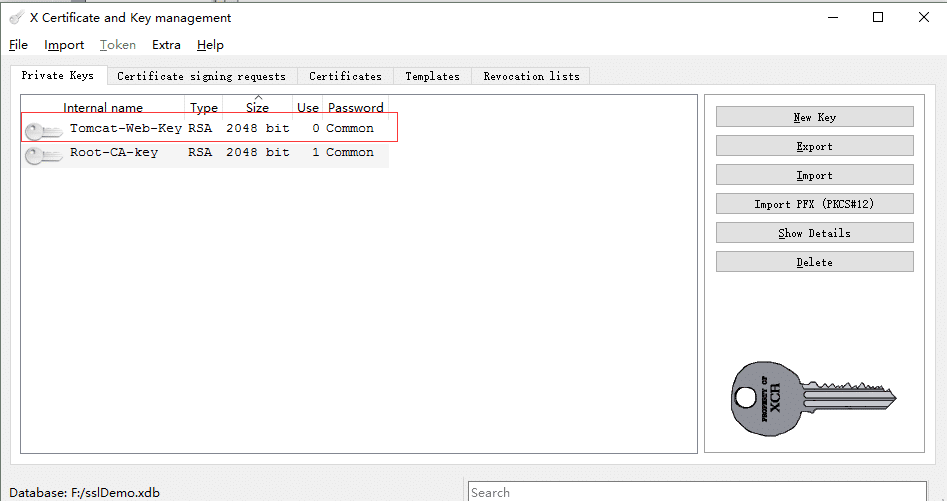 X Certificate and Key management
File Import Token Extra Help
Private Keys Certificate signing requests Certificates Templates Revocation lists
Internal name Type Size Use Password
Tomcat-Web-Key RSA 2048 bit 0 Common
Root-CA-key RSA 2048 bit 1 Common
New Key
Export
Import
Import PFX (PKCS#12)
Show Details
Delete
PROPERTY OF
XCA
Database: F:/sslDemo.xdb
Search